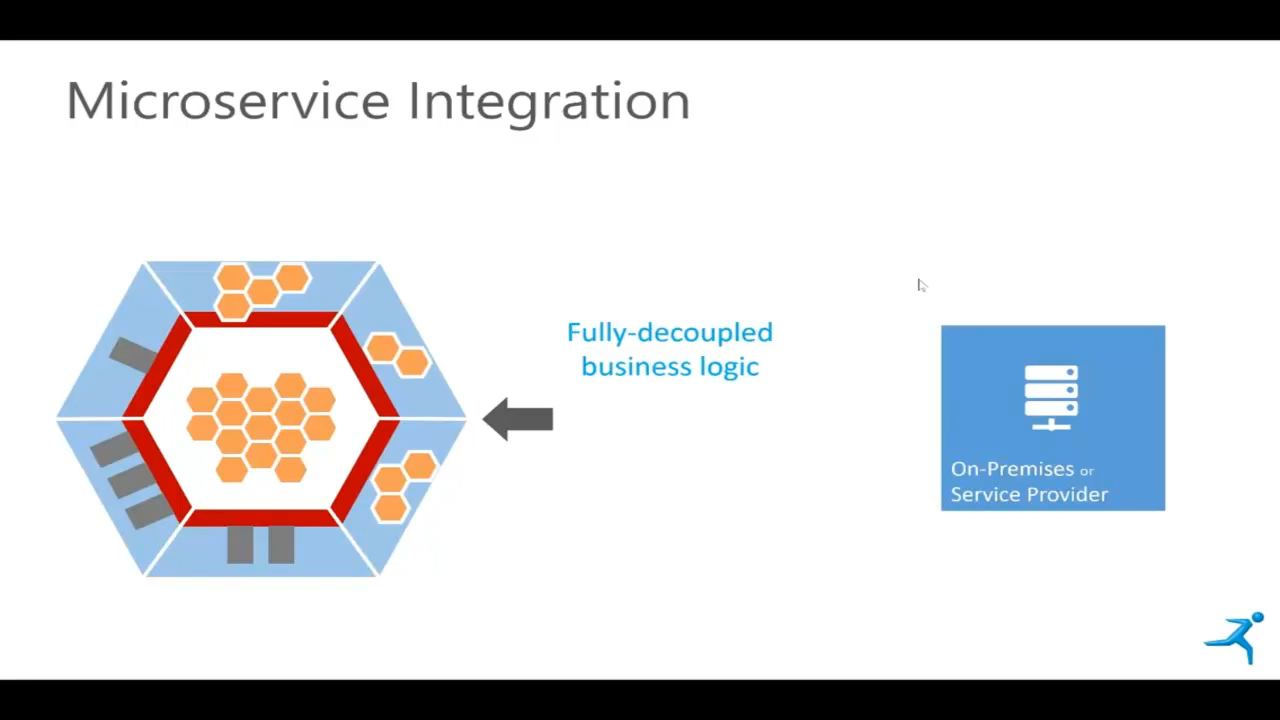 Microservice Integration
Fully-decoupled
business logic
On-Premises or
Service Provider